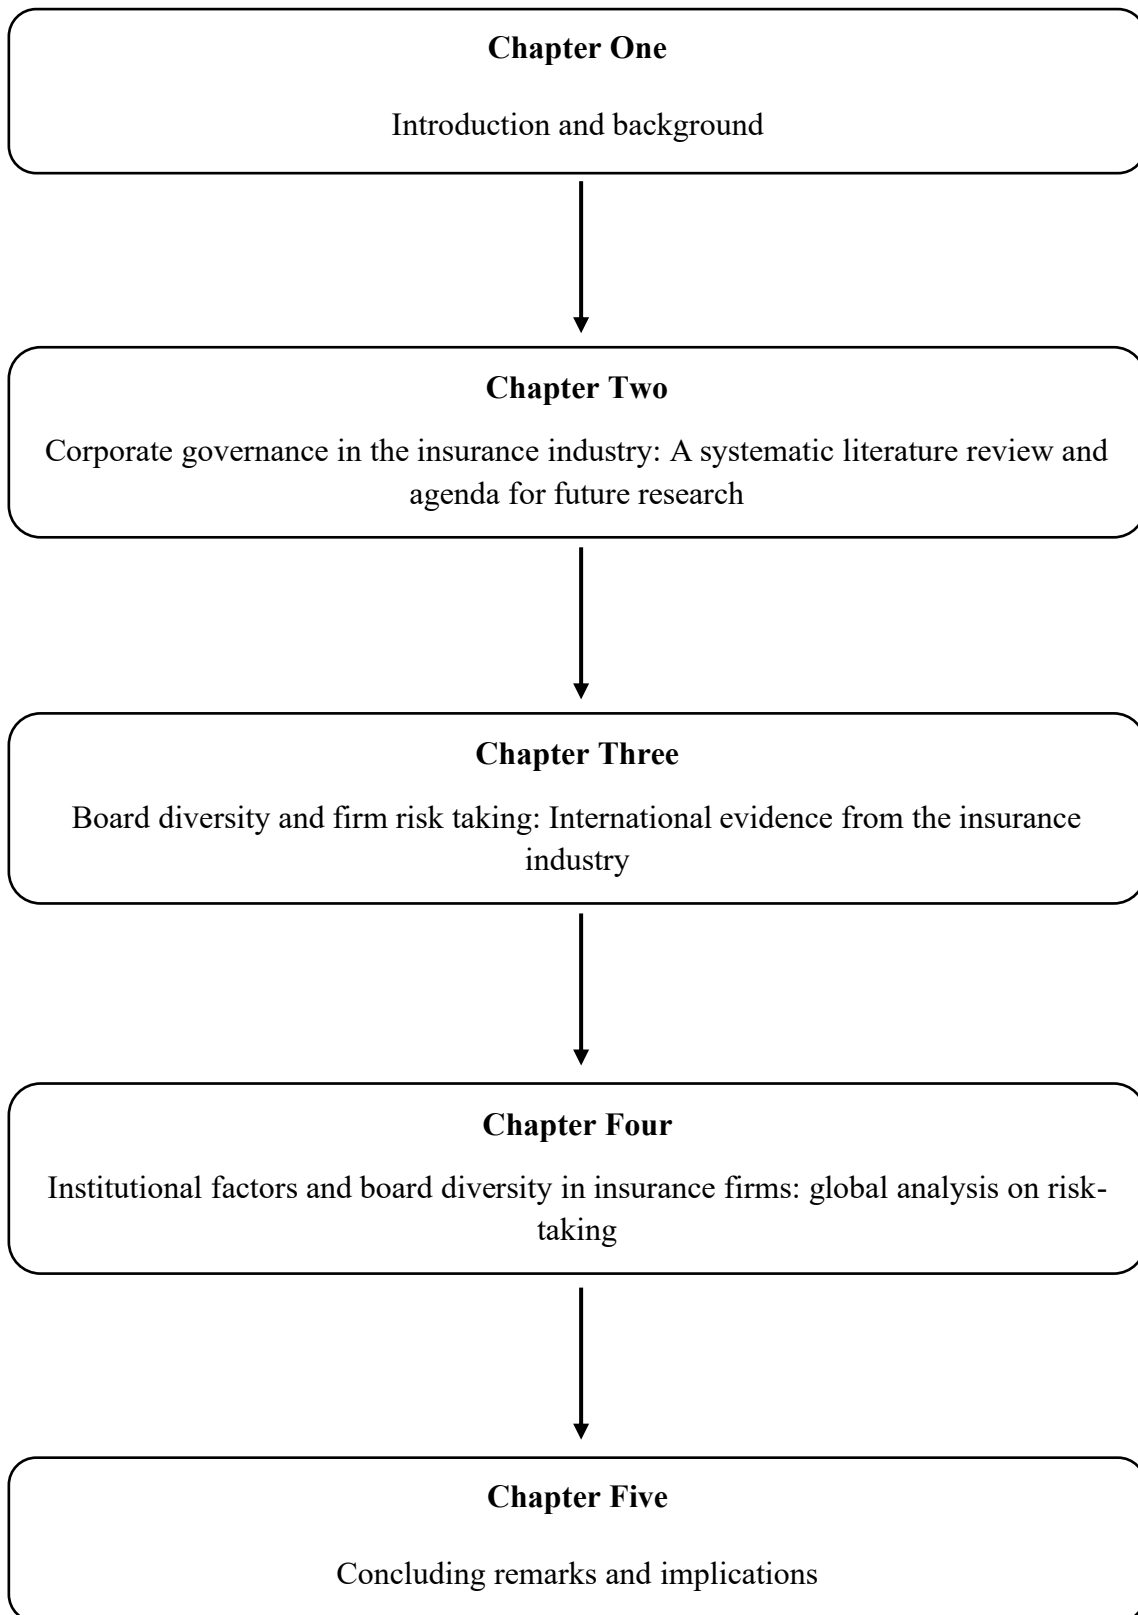 Chapter One
Introduction and background
Chapter Two
Corporate governance in the insurance industry: A systematic literature review and
agenda for future research
Chapter Three
Board diversity and firm risk taking: International evidence from the insurance
industry
Chapter Four
Institutional factors and board diversity in insurance firms: global analysis on risk-
taking
Chapter Five
Concluding remarks and implications